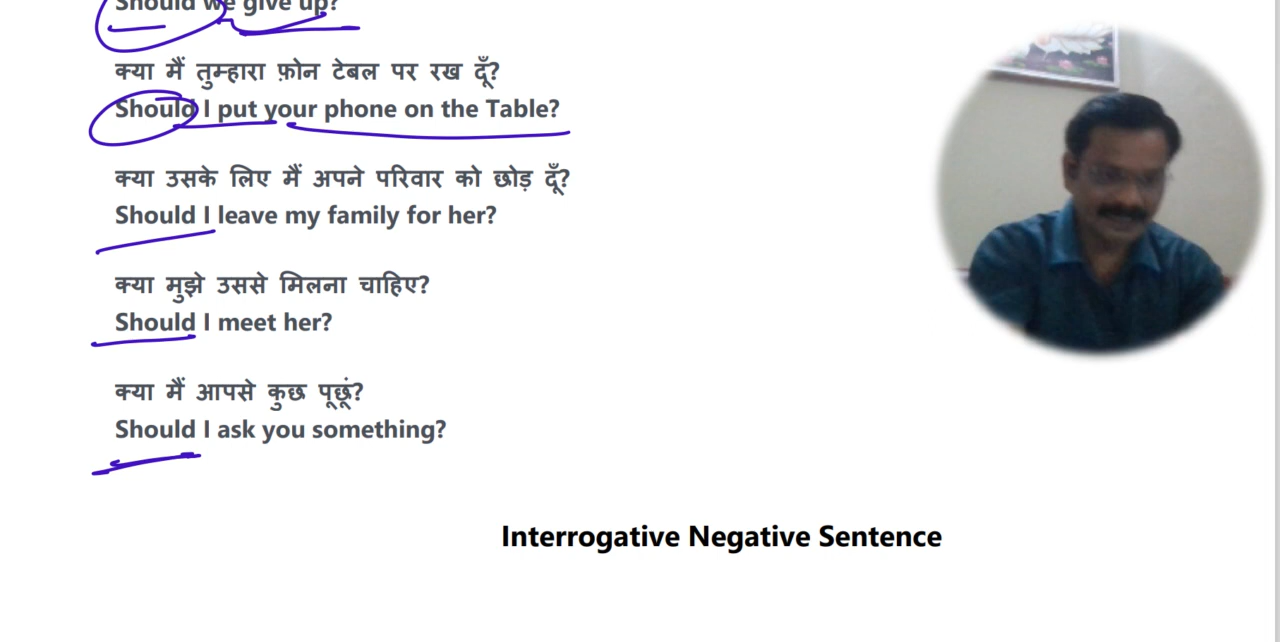 Should we give up?
क्या मैं तुम्हारा फ़ोन टेबल पर रख दूँ?
Should I put your phone on the Table?
क्या उसके लिए मैं अपने परिवार को छोड़ दूँ?
Should I leave my family for her?
क्या मुझे उससे मिलना चाहिए?
Should I meet her?
क्या मैं आपसे कुछ पूछूं?
Should I ask you something?
Interrogative Negative Sentence